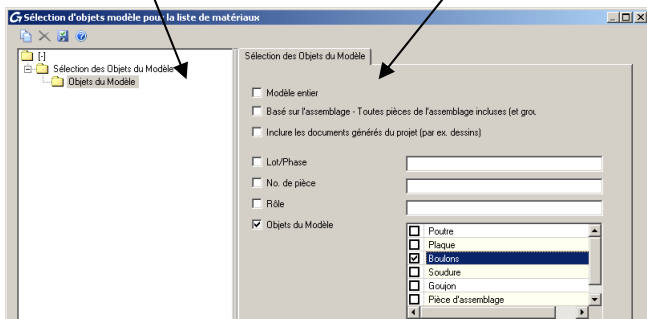 Sélection d'objets modèle pour la liste de matériaux
[-]
Sélection des Objets du Modèle
Objets du Modèle
Sélection des Objets du Modèle
Modèle entier
Basé sur l'assemblage - Toutes pièces de l'assemblage incluses (et
Inclure les documents générés du projet (par ex. dessins)
Lot/Phase
No. de pièce
Rôle
Objets du Modèle
Poutre
Plaque
Boulons
Soudure
Goujon
Pièce d'assemblage